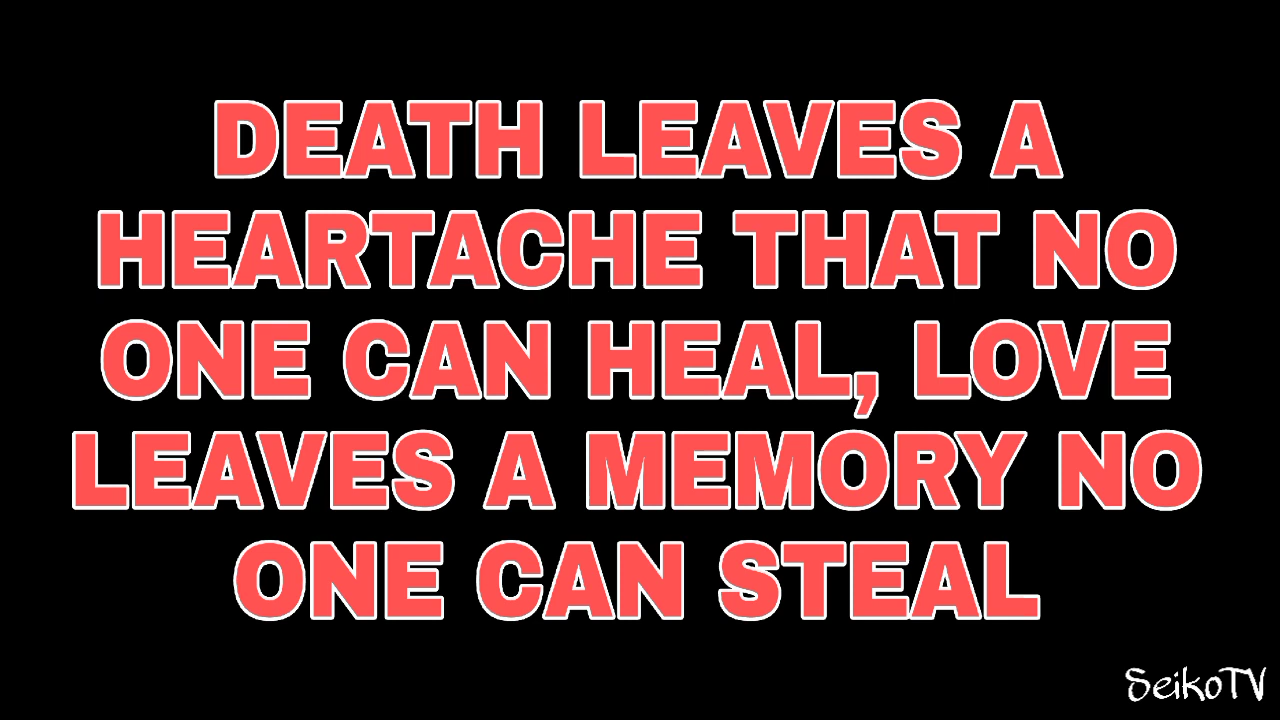 DEATH LEAVES A
HEARTACHE THAT NO
ONE CAN HEAL, LOVE
LEAVES A MEMORY NO
ONE CAN STEAL
SeikoTV